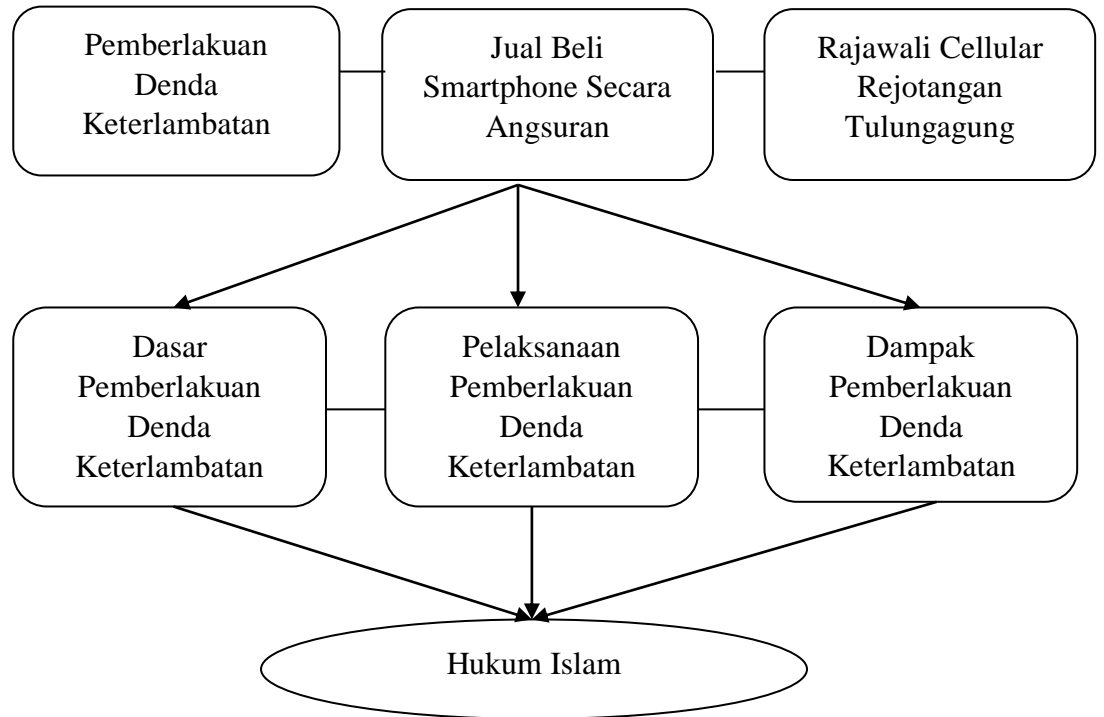 Pemberlakuan
Denda
Keterlambatan
Jual Beli
Smartphone Secara
Angsuran
Rajawali Cellular
Rejotangan
Tulungagung
Dasar
Pemberlakuan
Denda
Keterlambatan
Pelaksanaan
Pemberlakuan
Denda
Keterlambatan
Dampak
Pemberlakuan
Denda
Keterlambatan
Hukum Islam